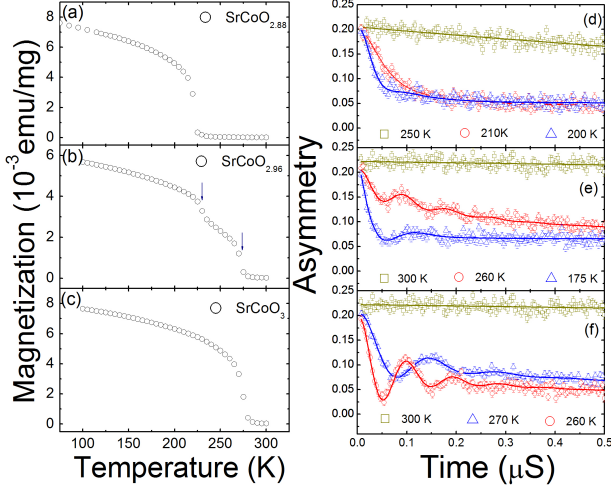 (a) SrCoO2.88
8
6
4
2
0
(b) SrCoO2.96
6
4
2
0
(c) SrCoO3
8
6
4
2
0
100 150 200 250 300
Temperature (K)
Magnetization (10-3 emu/mg)
(d)
0.25
0.20
0.15
0.10
0.05
0.00
250 K 210K 200 K
(e)
0.25
0.20
0.15
0.10
0.05
0.00
300 K 260 K 175 K
(f)
0.20
0.15
0.10
0.05
0.00
300 K 270 K 260 K
0.0 0.1 0.2 0.3 0.4 0.5
Time (μS)
Asymmetry